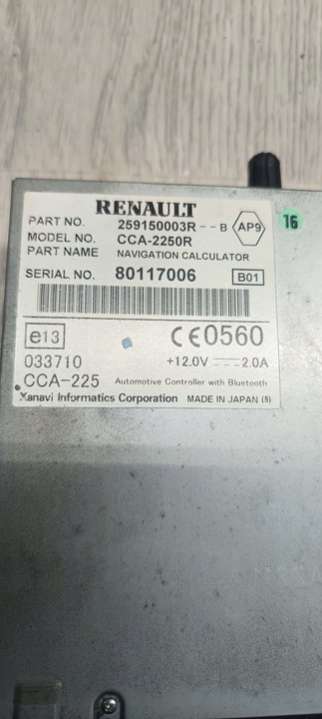 RENAULT
PART NO. 259150003R--B AP9
MODEL NO. CCA-2250R
PART NAME NAVIGATION CALCULATOR
SERIAL NO. 80117006 B01
16
e13 CE0560
033710 +12.0V 2.0A
CCA-225 Automotive Controller with Bluetooth
Xanavi Informatics Corporation MADE IN JAPAN (8)